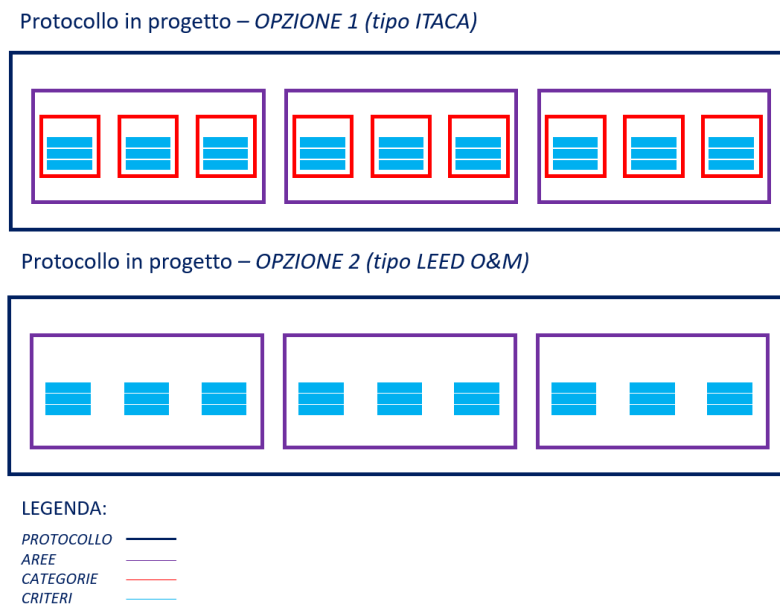 Protocollo in progetto – OPZIONE 1 (tipo ITACA)
Protocollo in progetto – OPZIONE 2 (tipo LEED O&M)
LEGENDA:
PROTOCOLLO
AREE
CATEGORIE
CRITERI